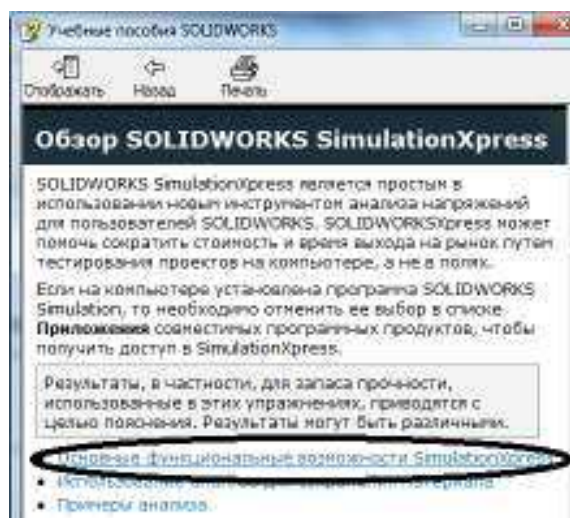 Учебные пособия SOLIDWORKS
Отображать Назад Печать
Обзор SOLIDWORKS SimulationXpress
SOLIDWORKS SimulationXpress является простым в
использовании новым инструментом анализа напряжений
для пользователей SOLIDWORKS. SOLIDWORKSXpress может
помочь сократить стоимость и время выхода на рынок путем
тестирования проектов на компьютере, а не в полях.
Если на компьютере установлена программа SOLIDWORKS
Simulation, то необходимо отменить ее выбор в списке
Приложения совместимых программных продуктов, чтобы
получить доступ в SimulationXpress.
Результаты, в частности, для запаса прочности,
использованные в этих упражнениях, приводятся с
целью пояснения. Результаты могут быть различными.
Основные функциональные возможности SimulationXpress
• Использование анализа для материала
• Примеры анализа